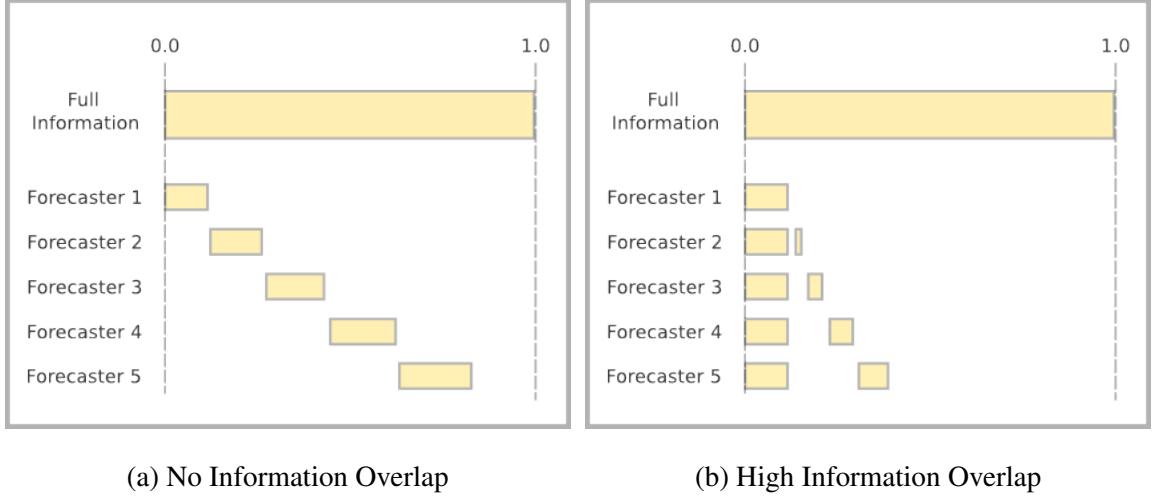 0.0 1.0
Full
Information
Forecaster 1
Forecaster 2
Forecaster 3
Forecaster 4
Forecaster 5
(a) No Information Overlap
0.0 1.0
Full
Information
Forecaster 1
Forecaster 2
Forecaster 3
Forecaster 4
Forecaster 5
(b) High Information Overlap